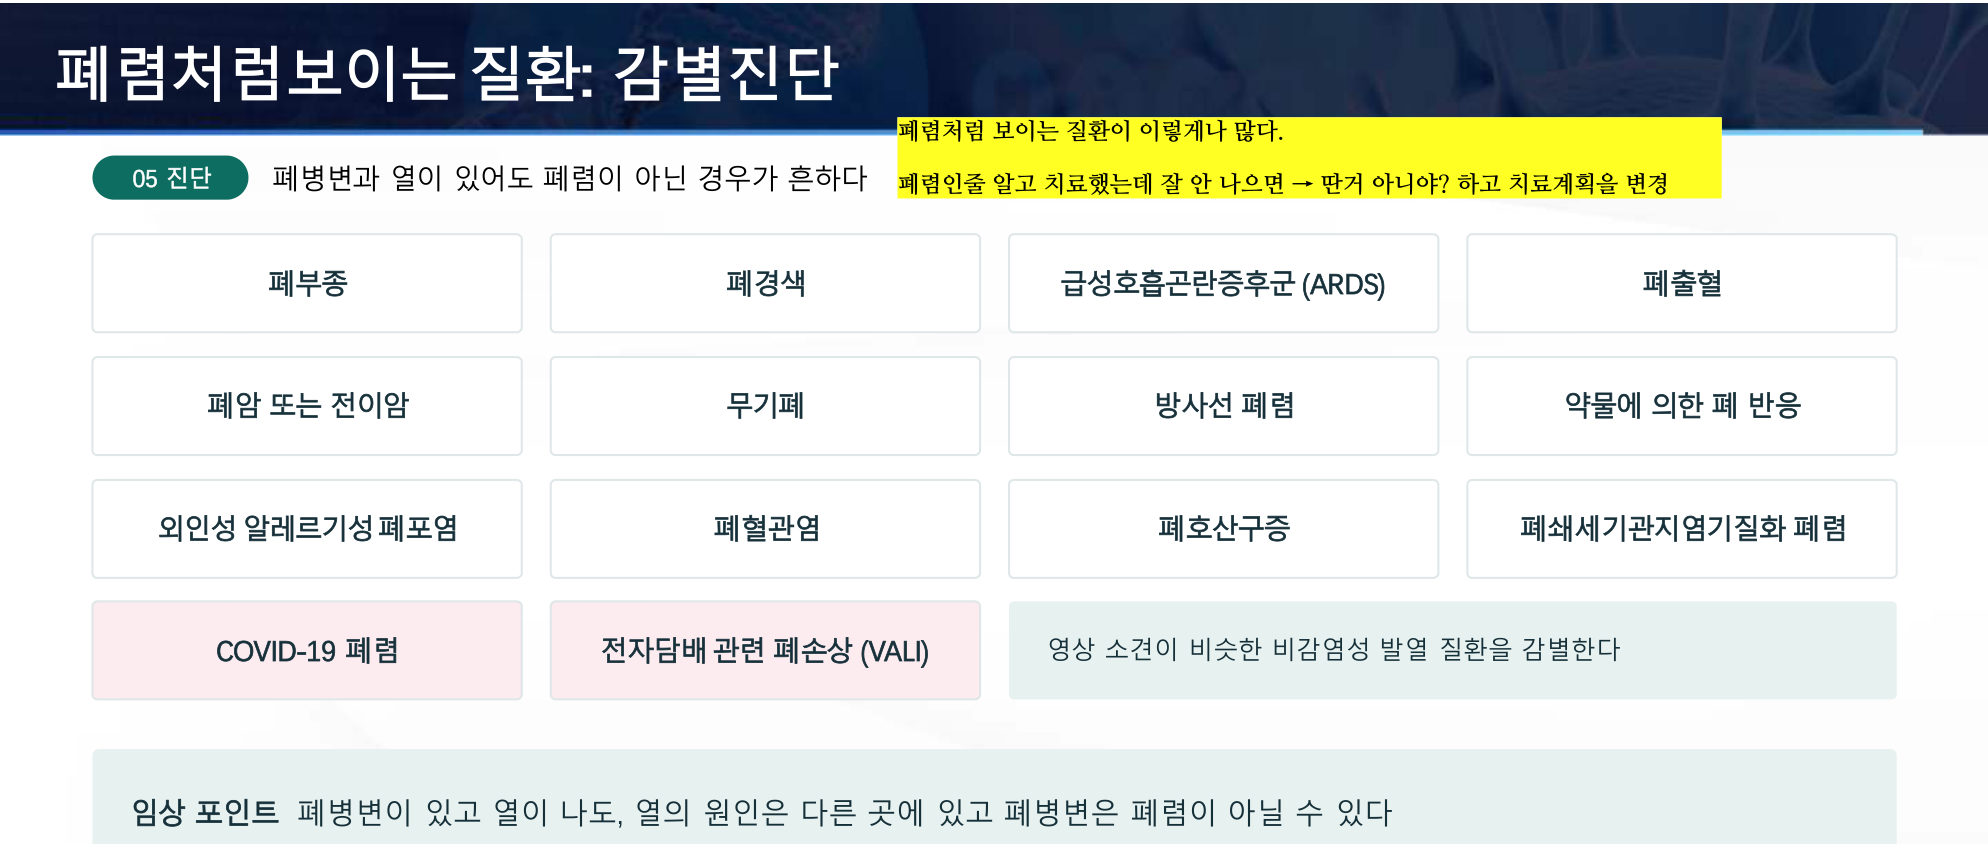 폐렴처럼보이는 질환: 감별진단
폐렴처럼 보이는 질환이 이렇게나 많다.
05 진단
폐병변과 열이 있어도 폐렴이 아닌 경우가 흔하다
폐렴인줄 알고 치료했는데 잘 안 나으면 → 딴거 아니야? 하고 치료계획을 변경
폐부종
폐경색
급성호흡곤란증후군 (ARDS)
폐출혈
폐암 또는 전이암
무기폐
방사선 폐렴
약물에 의한 폐 반응
외인성 알레르기성 폐포염
폐혈관염
폐호산구증
폐쇄세기관지염기질화 폐렴
COVID-19 폐렴
전자담배 관련 폐손상 (VALI)
영상 소견이 비슷한 비감염성 발열 질환을 감별한다
임상 포인트 폐병변이 있고 열이 나도, 열의 원인은 다른 곳에 있고 폐병변은 폐렴이 아닐 수 있다